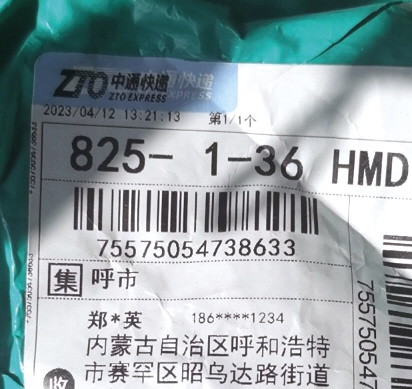 ZTO 中通快递
ZTO EXPRESS
2023/04/12 13:21:13 第1/1个
825- 1-36 HMD
75575054738633
集 呼市
郑*英 186****1234
内蒙古自治区呼和浩特
市赛罕区昭乌达路街道
755750547